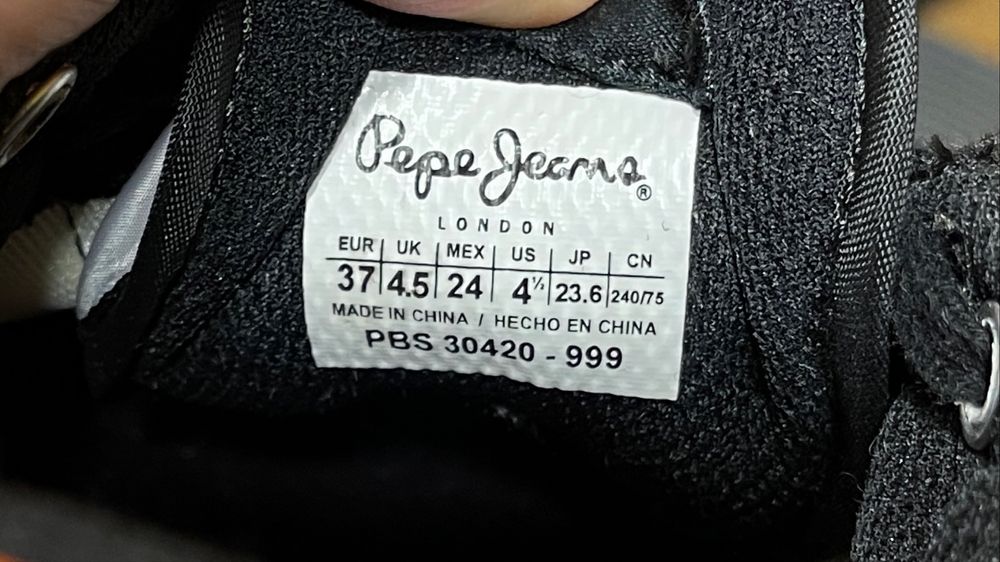 Pepe Jeans®
LONDON
EUR UK MEX US JP CN
37 4.5 24 4½ 23.6 240/75
MADE IN CHINA / HECHO EN CHINA
PBS 30420 - 999